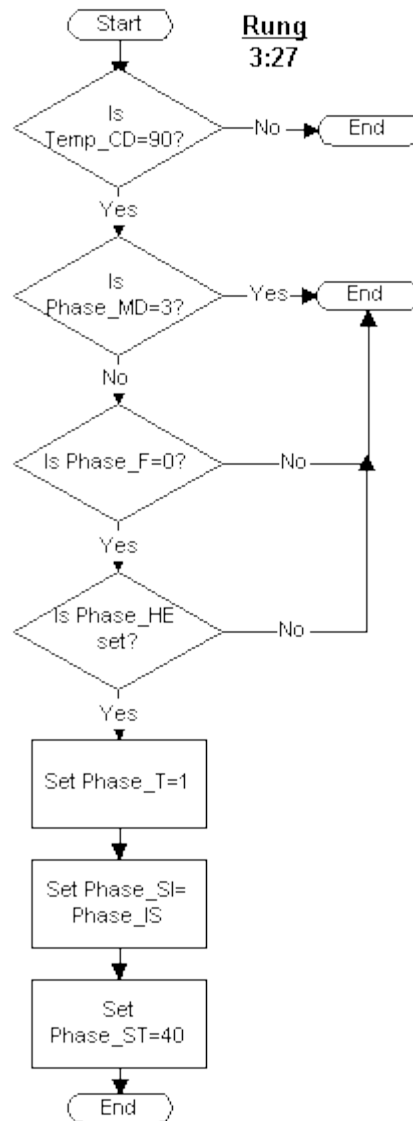 Start
Rung
3:27
Is
Temp_CD=90?
No
End
Yes
Is
Phase_MD=3?
Yes
End
No
Is Phase_F=0?
No
Yes
Is Phase_HE
set?
No
Yes
Set Phase_T=1
Set Phase_SI=
Phase_IS
Set
Phase_ST=40
End